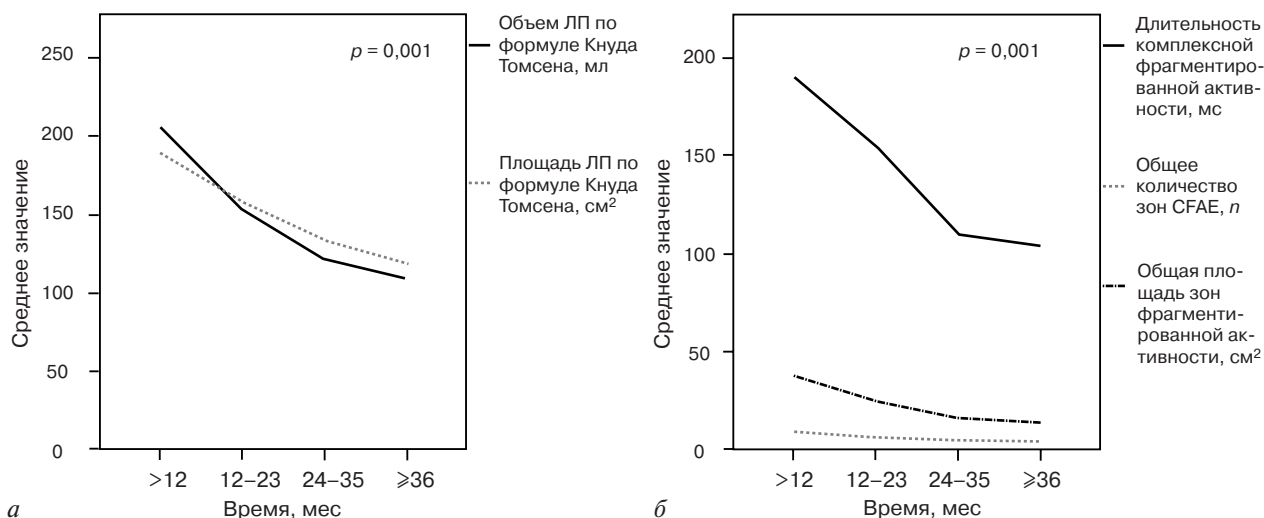 250
200
150
100
50
0
Среднее значение
p = 0,001
>12
12–23
24–35
⩾36
Время, мес
а
Объем ЛП по
формуле Кнуда
Томсена, мл
Площадь ЛП по
формуле Кнуда
Томсена, см²
200
150
100
50
0
Среднее значение
p = 0,001
>12
12–23
24–35
⩾36
Время, мес
б
Длительность
комплексной
фрагментиро-
ванной актив-
ности, мс
Общее
количество
зон CFAE, n
Общая пло-
щадь зон
фрагменти-
рованной ак-
тивности, см²